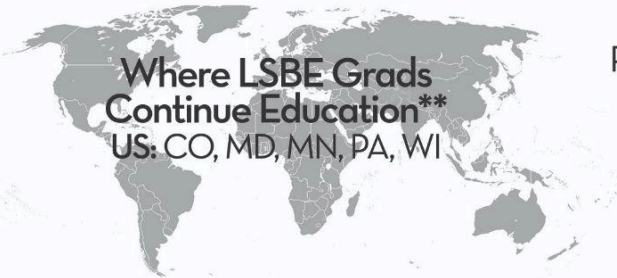 Where LSBE Grads
Continue Education**
US: CO, MD, MN, PA, WI